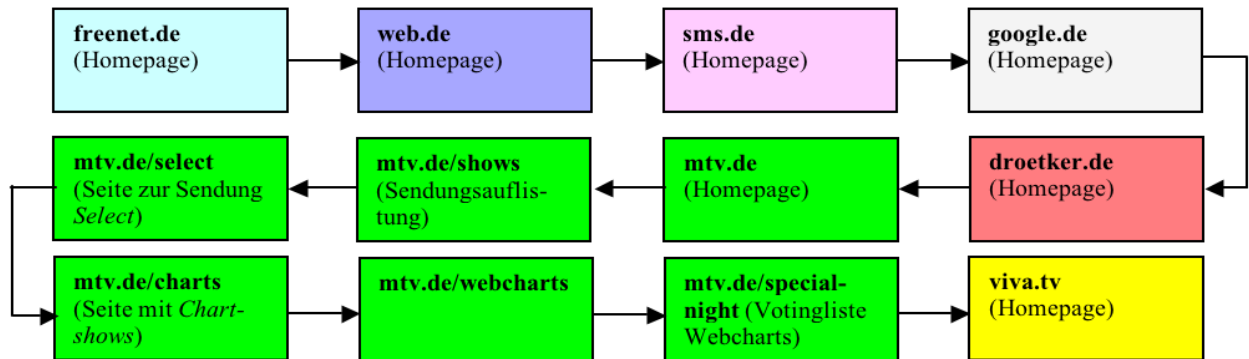 freenet.de
(Homepage)
web.de
(Homepage)
sms.de
(Homepage)
google.de
(Homepage)
mtv.de/select
(Seite zur Sendung
Select)
mtv.de/shows
(Sendungsauflis-
tung)
mtv.de
(Homepage)
droetker.de
(Homepage)
mtv.de/charts
(Seite mit Chart-
shows)
mtv.de/webcharts
mtv.de/special-
night (Votingliste
Webcharts)
viva.tv
(Homepage)